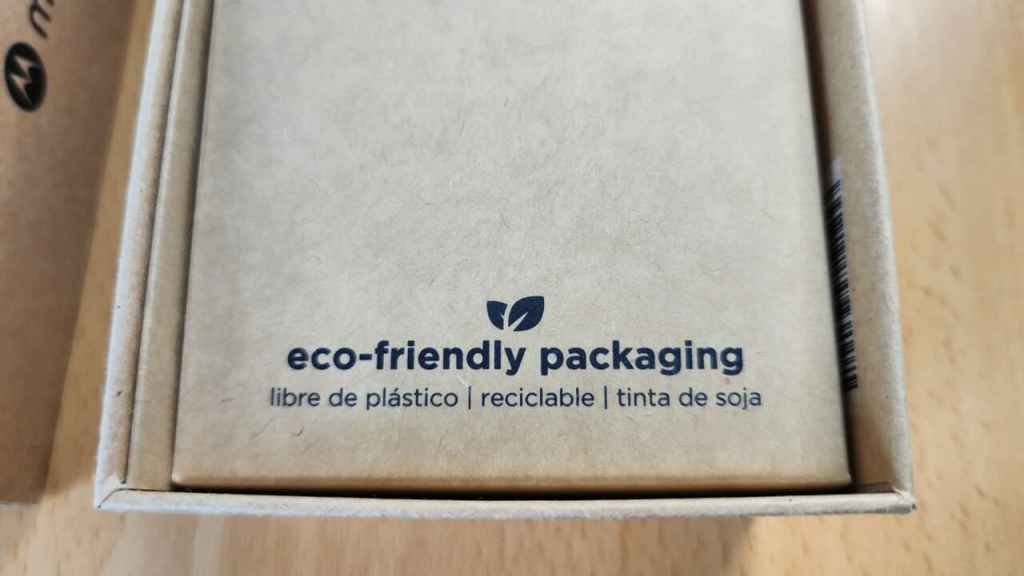 eco-friendly packaging
libre de plástico | reciclable | tinta de soja